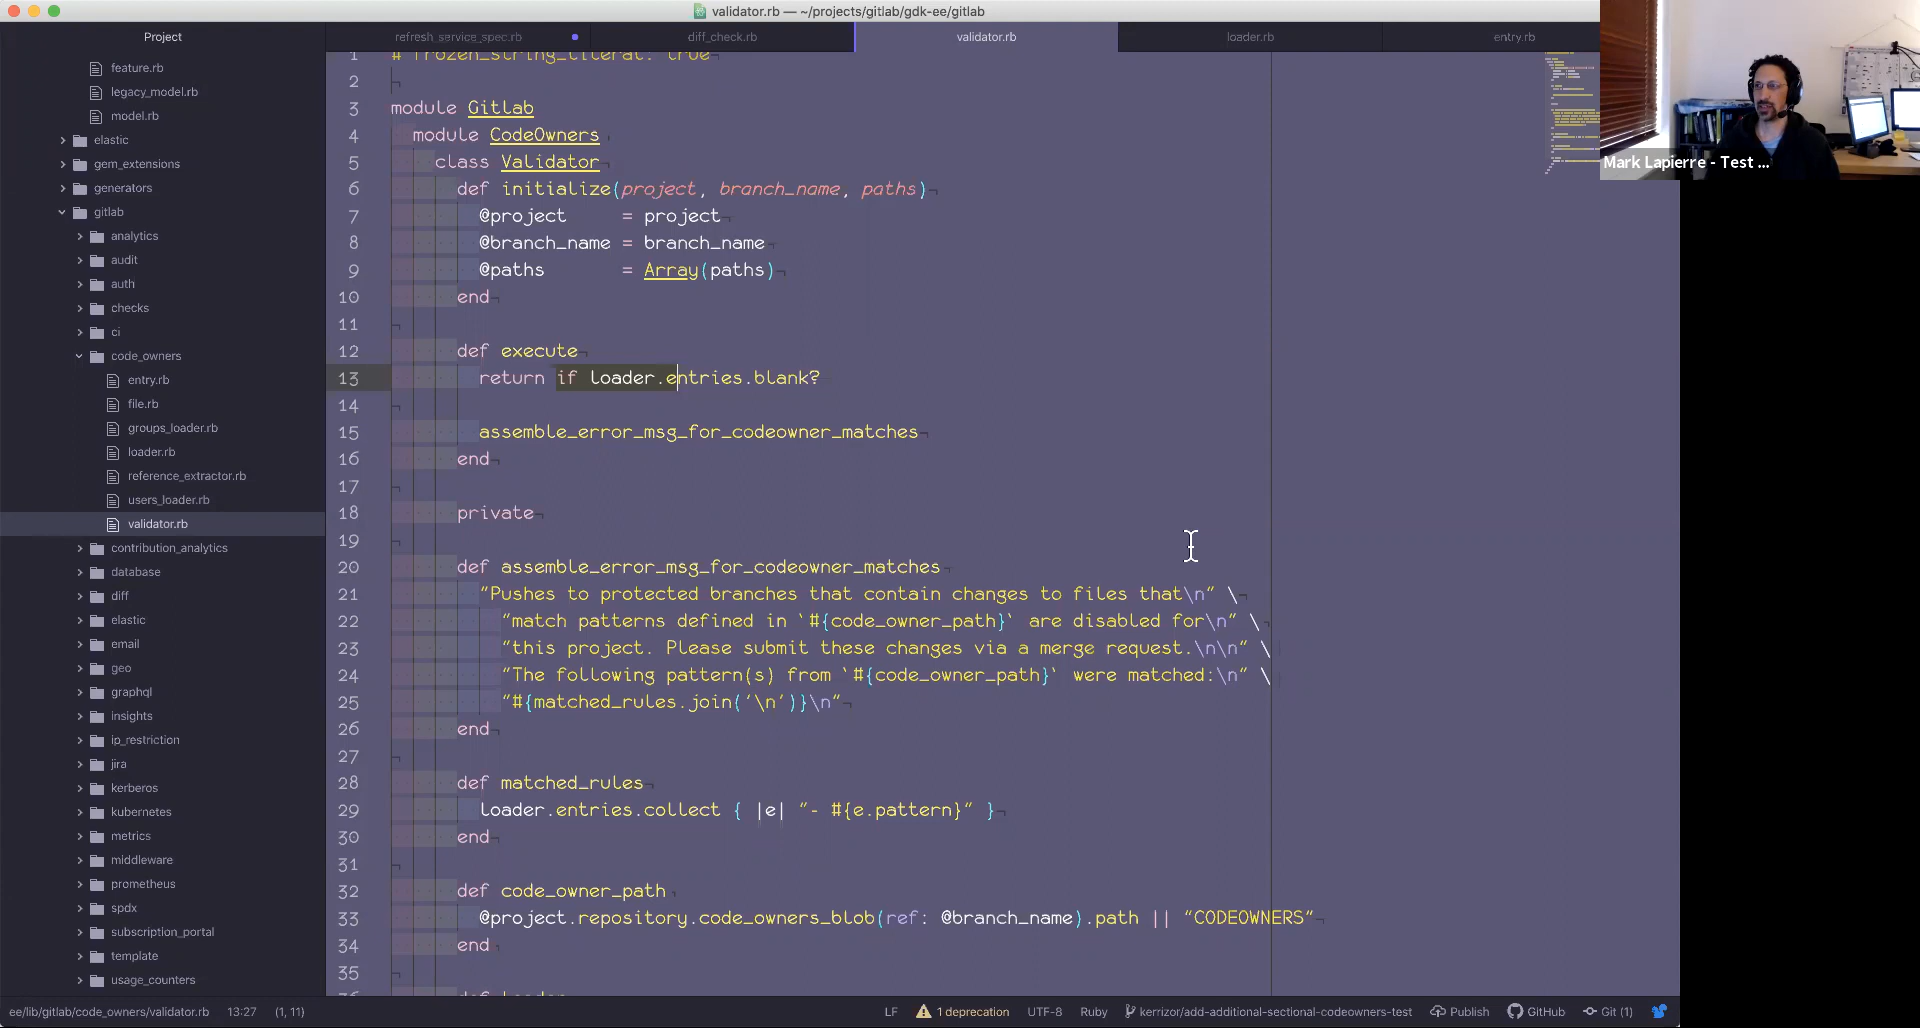 validator.rb — ~/projects/gitlab/gdk-ee/gitlab
Project
refresh_service_spec.rb
diff_check.rb
validator.rb
loader.rb
entry.rb
feature.rb
legacy_model.rb
model.rb
elastic
gem_extensions
generators
gitlab
analytics
audit
auth
checks
ci
code_owners
entry.rb
file.rb
groups_loader.rb
loader.rb
reference_extractor.rb
users_loader.rb
validator.rb
contribution_analytics
database
diff
elastic
email
geo
graphql
insights
ip_restriction
jira
kerberos
kubernetes
metrics
middleware
prometheus
spdx
subscription_portal
template
usage_counters
1 # frozen_string_literal: true
2
3 module Gitlab
4 module CodeOwners
5 class Validator
6 def initialize(project, branch_name, paths)
7 @project = project
8 @branch_name = branch_name
9 @paths = Array(paths)
10 end
11
12 def execute
13 return if loader.entries.blank?
14
15 assemble_error_msg_for_codeowner_matches
16 end
17
18 private
19
20 def assemble_error_msg_for_codeowner_matches
21 "Pushes to protected branches that contain changes to files that\n" \
22 "match patterns defined in `#{code_owner_path}` are disabled for\n" \
23 "this project. Please submit these changes via a merge request.\n\n" \
24 "The following pattern(s) from `#{code_owner_path}` were matched:\n" \
25 "#{matched_rules.join('\n')}\n"
26 end
27
28 def matched_rules
29 loader.entries.collect { |e| "- #{e.pattern}" }
30 end
31
32 def code_owner_path
33 @project.repository.code_owners_blob(ref: @branch_name).path || "CODEOWNERS"
34 end
35
36 def loader
Mark Lapierre - Test ...
ee/lib/gitlab/code_owners/validator.rb 13:27 (1, 11)
LF 1 deprecation UTF-8 Ruby kerrizor/add-additional-sectional-codeowners-test Publish GitHub Git (1)